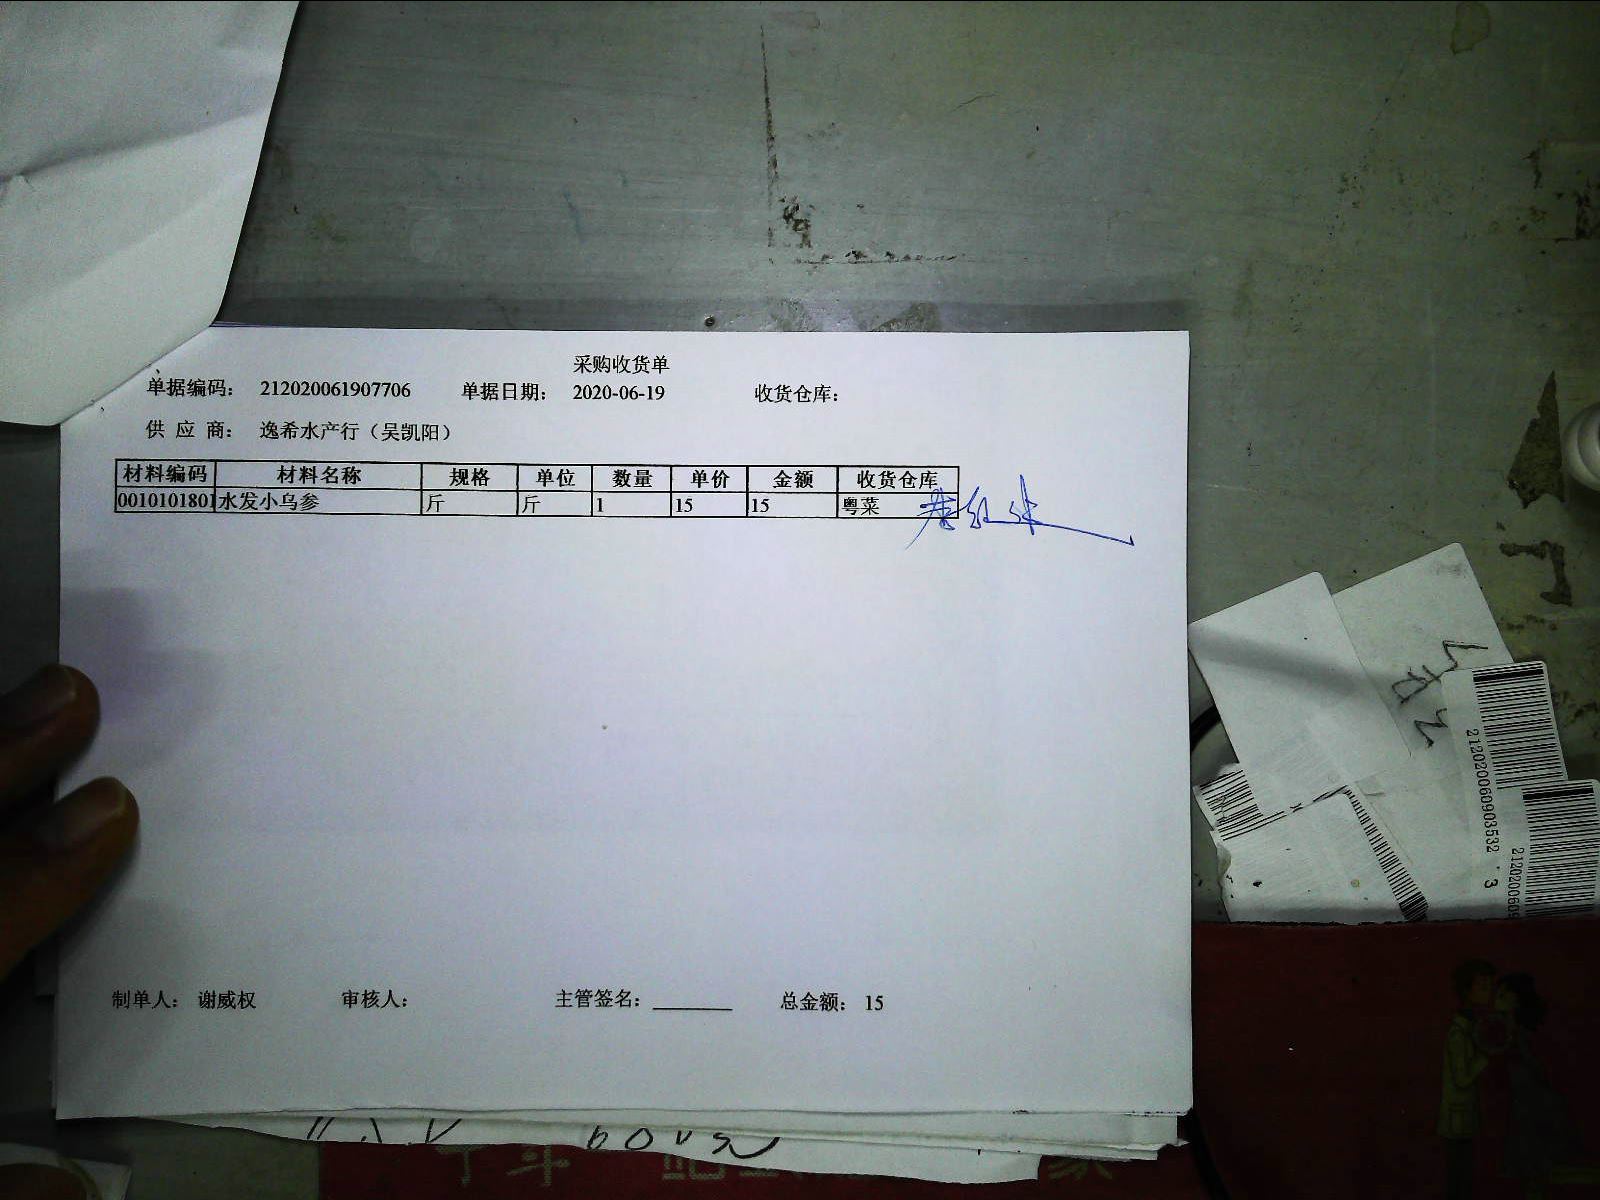 采购收货单
单据编码： 212020061907706 单据日期： 2020-06-19 收货仓库：
供 应 商： 逸希水产行（吴凯阳）
材料编码 材料名称 规格 单位 数量 单价 金额 收货仓库
0010101801 水发小乌参 斤 斤 1 15 15 粤菜
制单人： 谢威权 审核人： 主管签名： 总金额： 15
212020060903532 3
2120200609